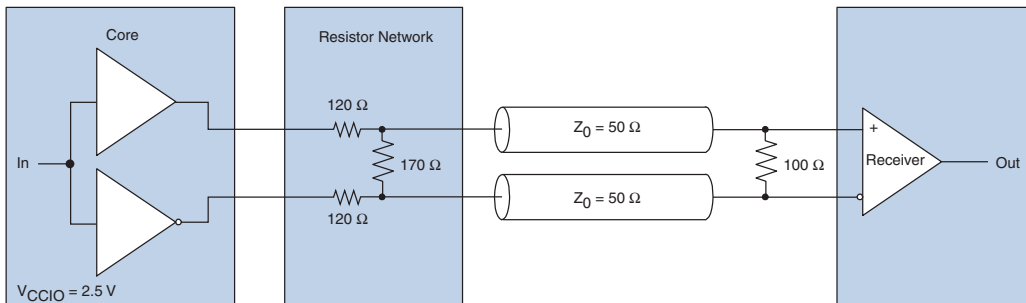 Core
Resistor Network
120 Ω
Z0 = 50 Ω
+
In
170 Ω
100 Ω
Receiver
Out
Z0 = 50 Ω
120 Ω
VCCIO = 2.5 V